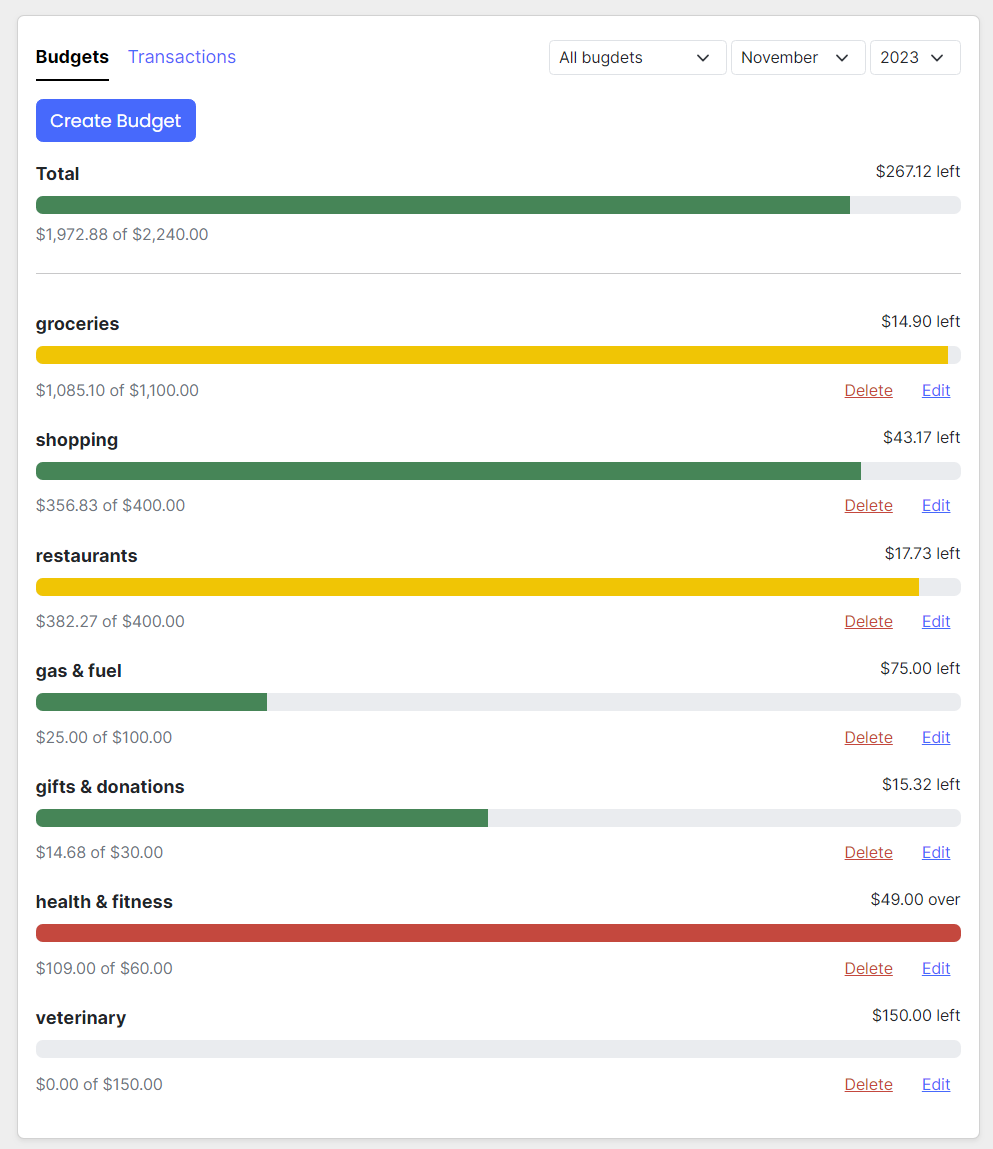 Budgets Transactions All bugdets November 2023
Create Budget
Total $267.12 left
$1,972.88 of $2,240.00
groceries $14.90 left
$1,085.10 of $1,100.00 Delete Edit
shopping $43.17 left
$356.83 of $400.00 Delete Edit
restaurants $17.73 left
$382.27 of $400.00 Delete Edit
gas & fuel $75.00 left
$25.00 of $100.00 Delete Edit
gifts & donations $15.32 left
$14.68 of $30.00 Delete Edit
health & fitness $49.00 over
$109.00 of $60.00 Delete Edit
veterinary $150.00 left
$0.00 of $150.00 Delete Edit